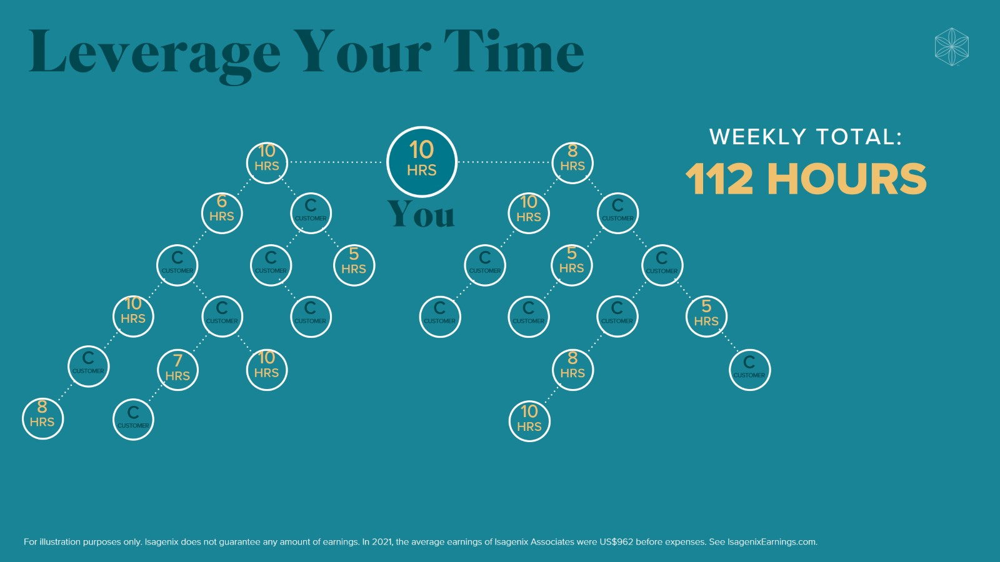 Leverage Your Time
WEEKLY TOTAL:
112 HOURS
10
HRS
10
HRS
8
HRS
You
6
HRS
C
CUSTOMER
10
HRS
C
CUSTOMER
C
CUSTOMER
C
CUSTOMER
5
HRS
C
CUSTOMER
5
HRS
C
CUSTOMER
10
HRS
C
CUSTOMER
C
CUSTOMER
C
CUSTOMER
C
CUSTOMER
C
CUSTOMER
5
HRS
C
CUSTOMER
7
HRS
10
HRS
8
HRS
C
CUSTOMER
8
HRS
C
CUSTOMER
10
HRS
For illustration purposes only. Isagenix does not guarantee any amount of earnings. In 2021, the average earnings of Isagenix Associates were US$962 before expenses. See IsagenixEarnings.com.